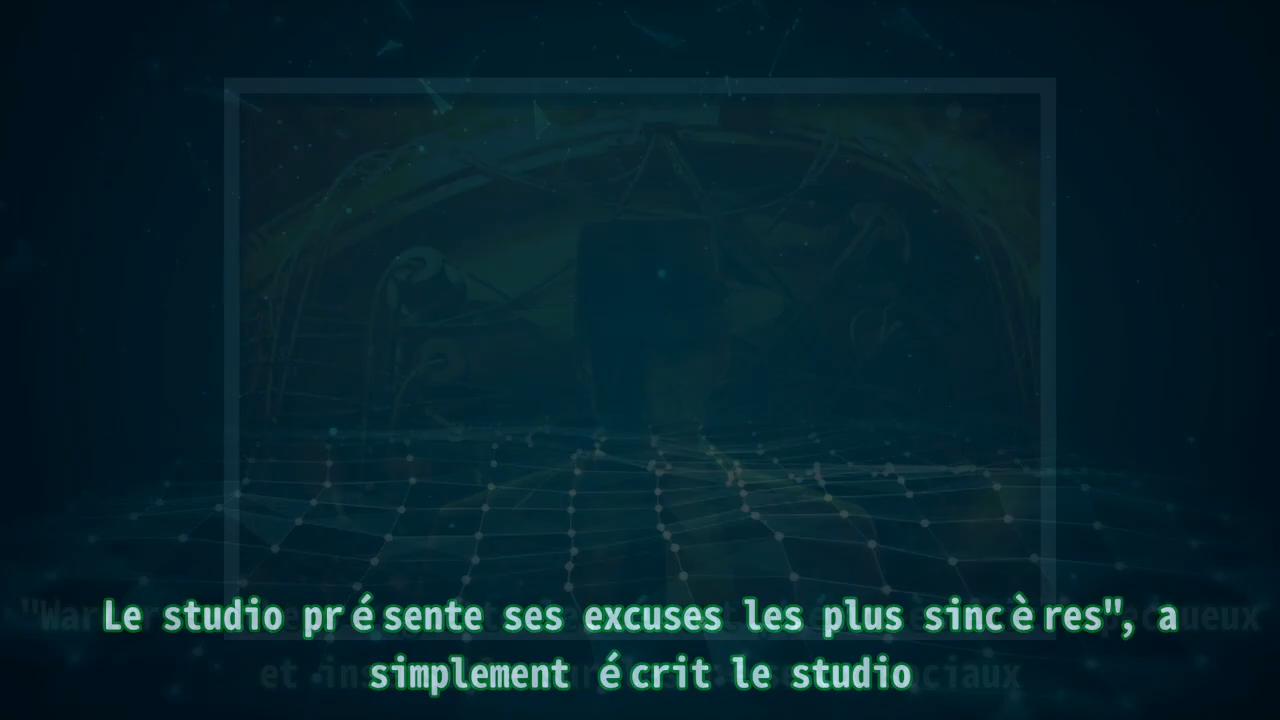 Le studio présente ses excuses les plus sincères", a
simplement écrit le studio